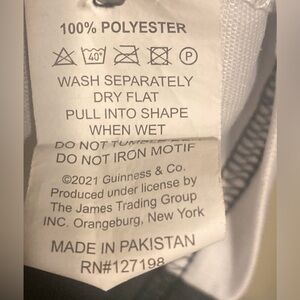 100% POLYESTER
40°
P
WASH SEPARATELY
DRY FLAT
PULL INTO SHAPE
WHEN WET
DO NOT TUMBLE
DO NOT IRON MOTIF
©2021 Guinness & Co.
Produced under license by
The James Trading Group
INC. Orangeburg, New York
MADE IN PAKISTAN
RN#127198